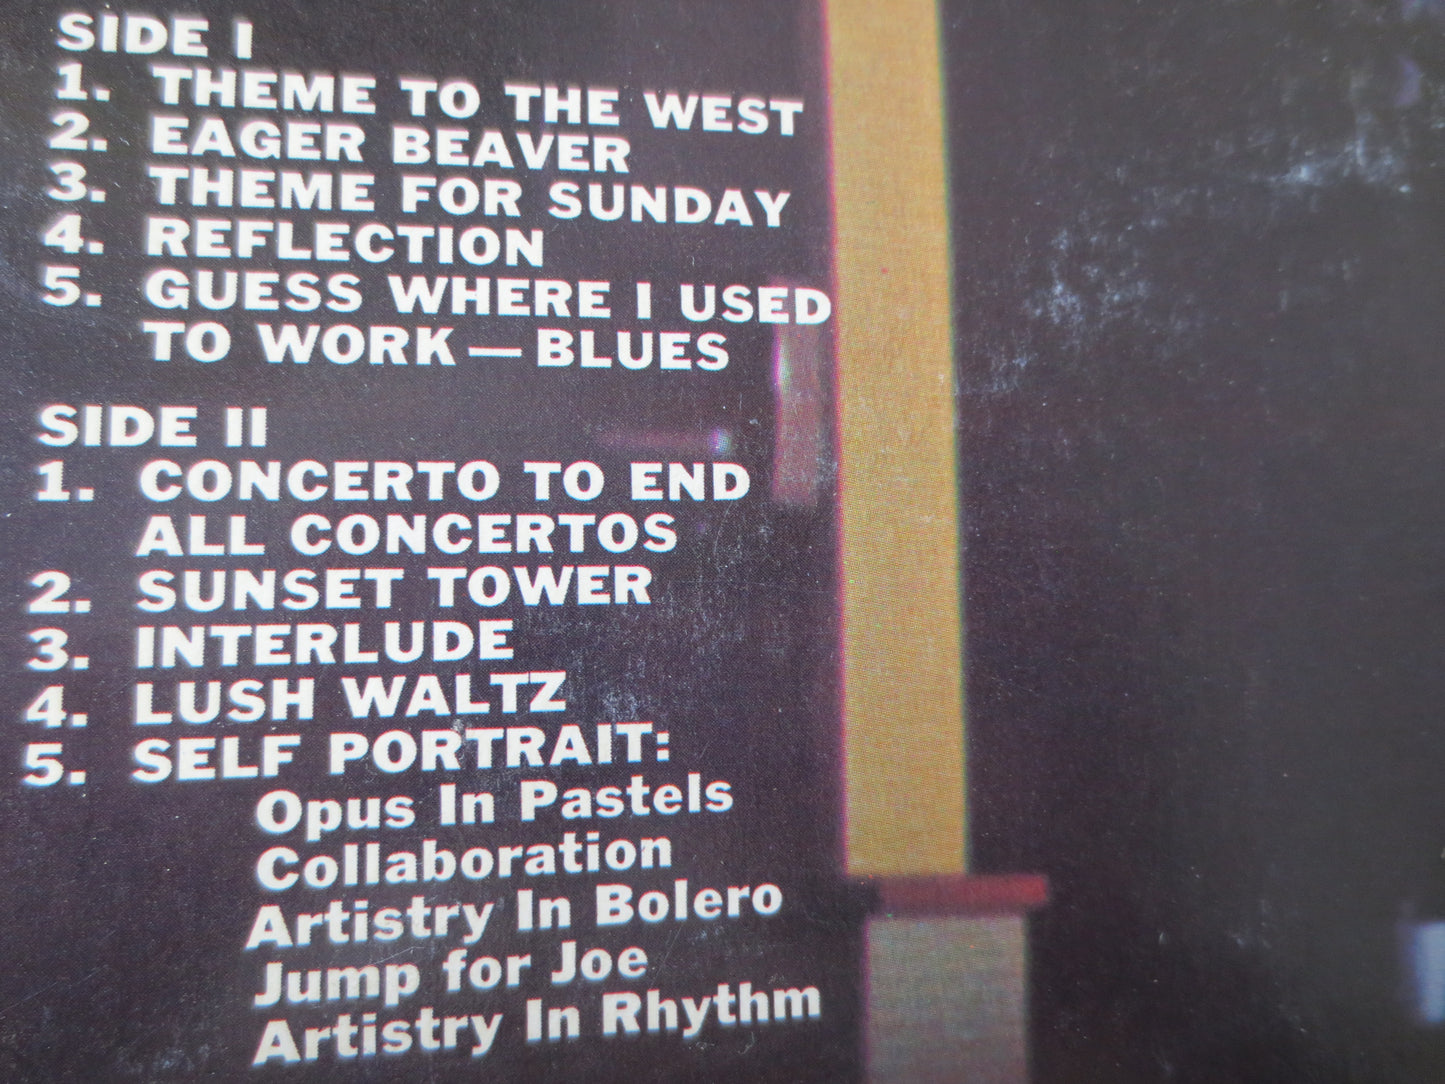 SIDE I
1. THEME TO THE WEST
2. EAGER BEAVER
3. THEME FOR SUNDAY
4. REFLECTION
5. GUESS WHERE I USED
TO WORK — BLUES
SIDE II
1. CONCERTO TO END
ALL CONCERTOS
2. SUNSET TOWER
3. INTERLUDE
4. LUSH WALTZ
5. SELF PORTRAIT:
Opus In Pastels
Collaboration
Artistry In Bolero
Jump for Joe
Artistry In Rhythm